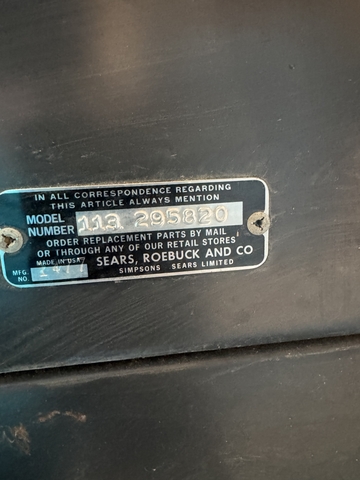 IN ALL CORRESPONDENCE REGARDING
THIS ARTICLE ALWAYS MENTION
MODEL NUMBER 113 295820
ORDER REPLACEMENT PARTS BY MAIL
OR THROUGH ANY OF OUR RETAIL STORES
MADE IN USA SEARS, ROEBUCK AND CO
MFG. NO. SIMPSONS SEARS LIMITED